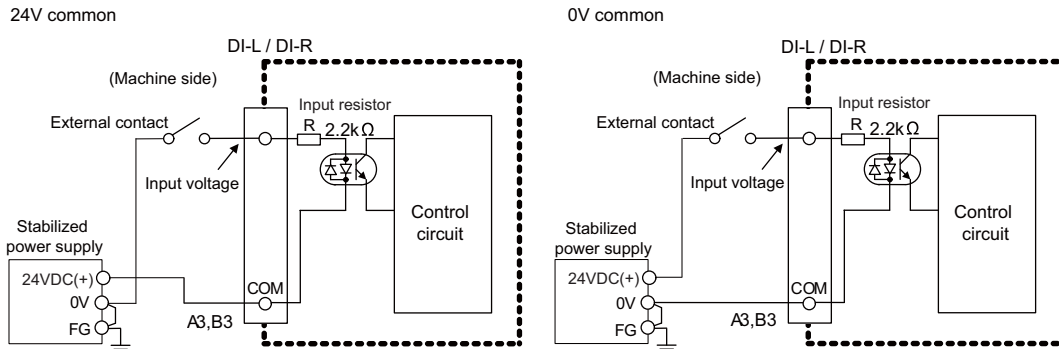 24V common
DI-L / DI-R
(Machine side)
External contact
Input resistor
R 2.2kΩ
Input voltage
Control
circuit
Stabilized
power supply
24VDC(+)
0V
FG
COM
A3,B3
0V common
DI-L / DI-R
(Machine side)
External contact
Input resistor
R 2.2kΩ
Input voltage
Control
circuit
Stabilized
power supply
24VDC(+)
0V
FG
COM
A3,B3